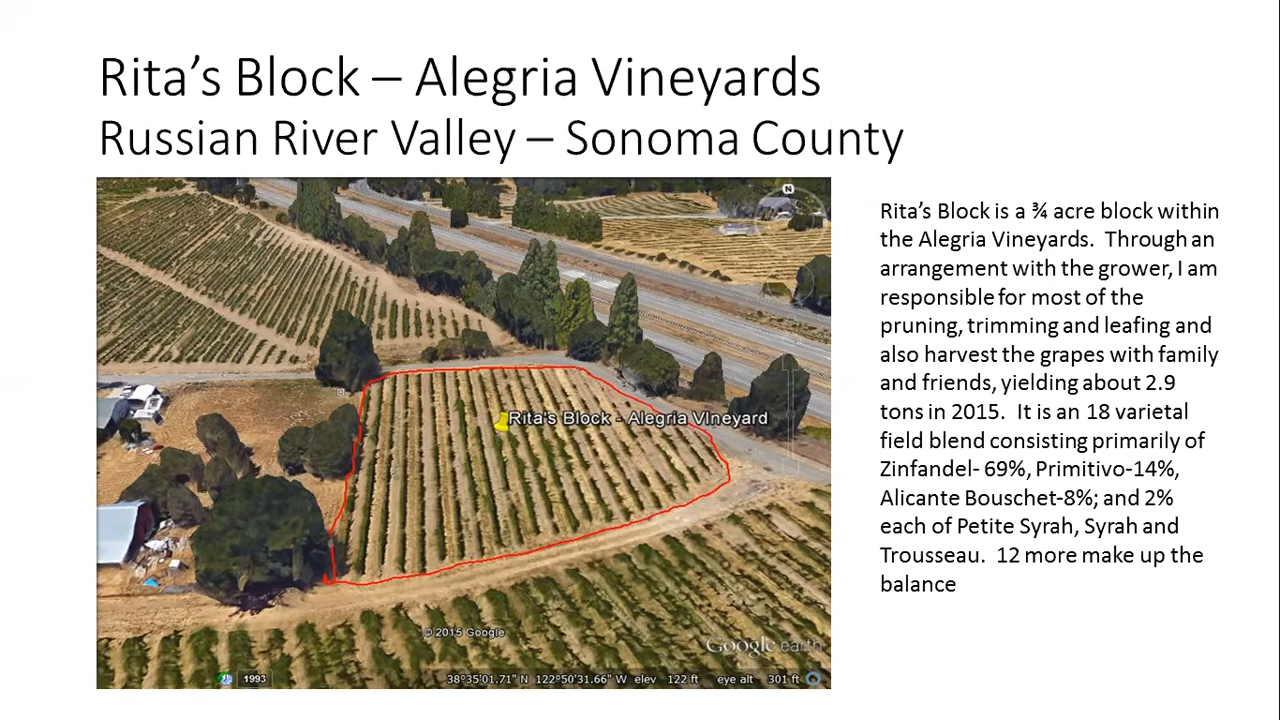 Rita’s Block – Alegria Vineyards
Russian River Valley – Sonoma County
N
Rita's Block - Alegria Vineyard
© 2015 Google
Google earth
1993
38°35'01.71" N 122°50'31.66" W elev 122 ft eye alt 301 ft
Rita’s Block is a ¾ acre block within
the Alegria Vineyards. Through an
arrangement with the grower, I am
responsible for most of the
pruning, trimming and leafing and
also harvest the grapes with family
and friends, yielding about 2.9
tons in 2015. It is an 18 varietal
field blend consisting primarily of
Zinfandel- 69%, Primitivo-14%,
Alicante Bouschet-8%; and 2%
each of Petite Syrah, Syrah and
Trousseau. 12 more make up the
balance